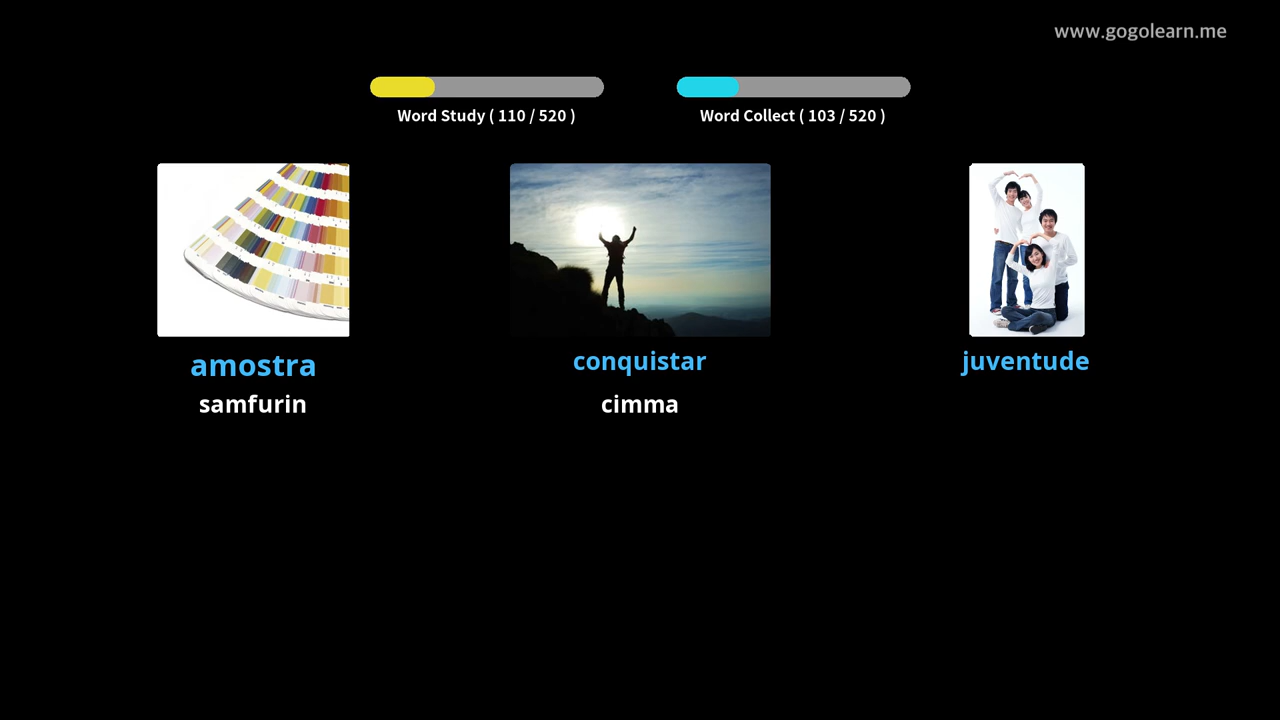 www.gogolearn.me
Word Study ( 110 / 520 )
Word Collect ( 103 / 520 )
amostra
conquistar
juventude
samfurin
cimma